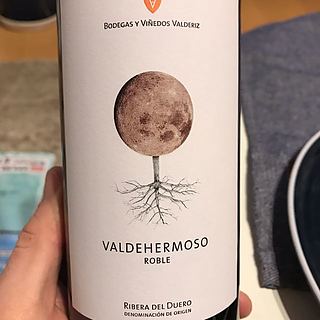 BODEGAS Y VIÑEDOS VALDERIZ
VALDEHERMOSO
ROBLE
RIBERA DEL DUERO
DENOMINACIÓN DE ORIGEN